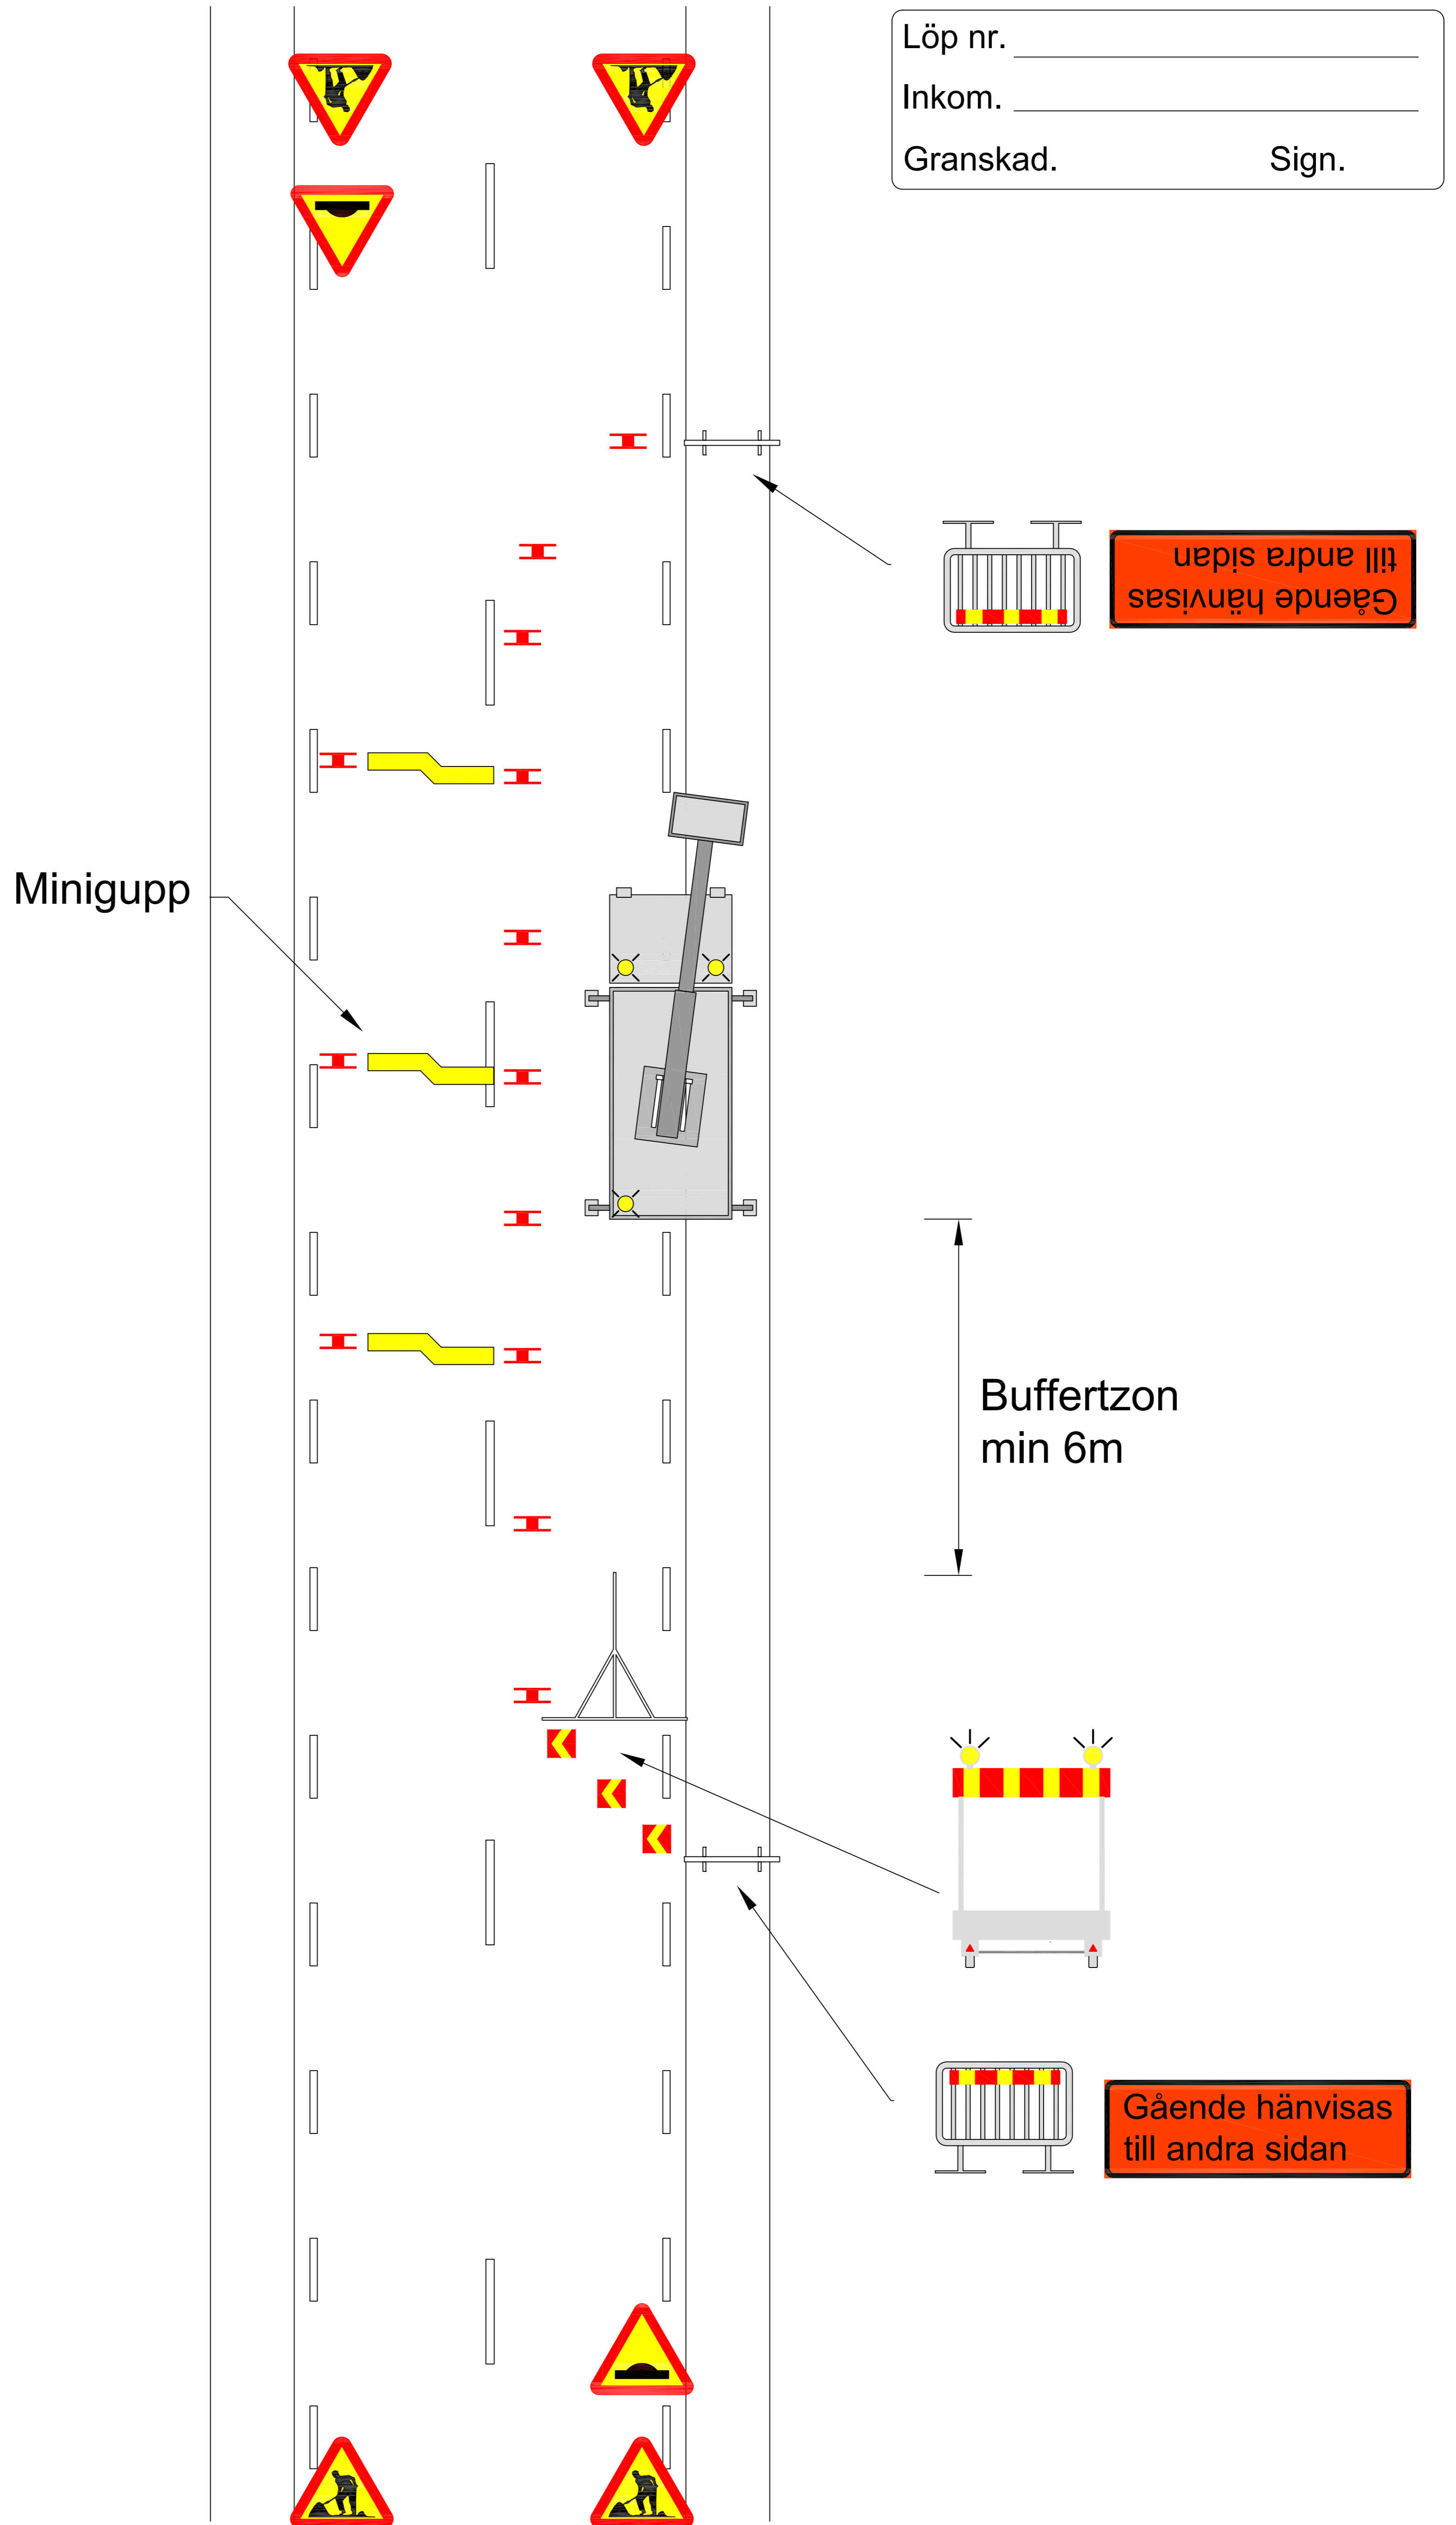 Löp nr.
Inkom.
Granskad. Sign.
Gående hänvisas
till andra sidan
Minigupp
Buffertzon
min 6m
Gående hänvisas
till andra sidan